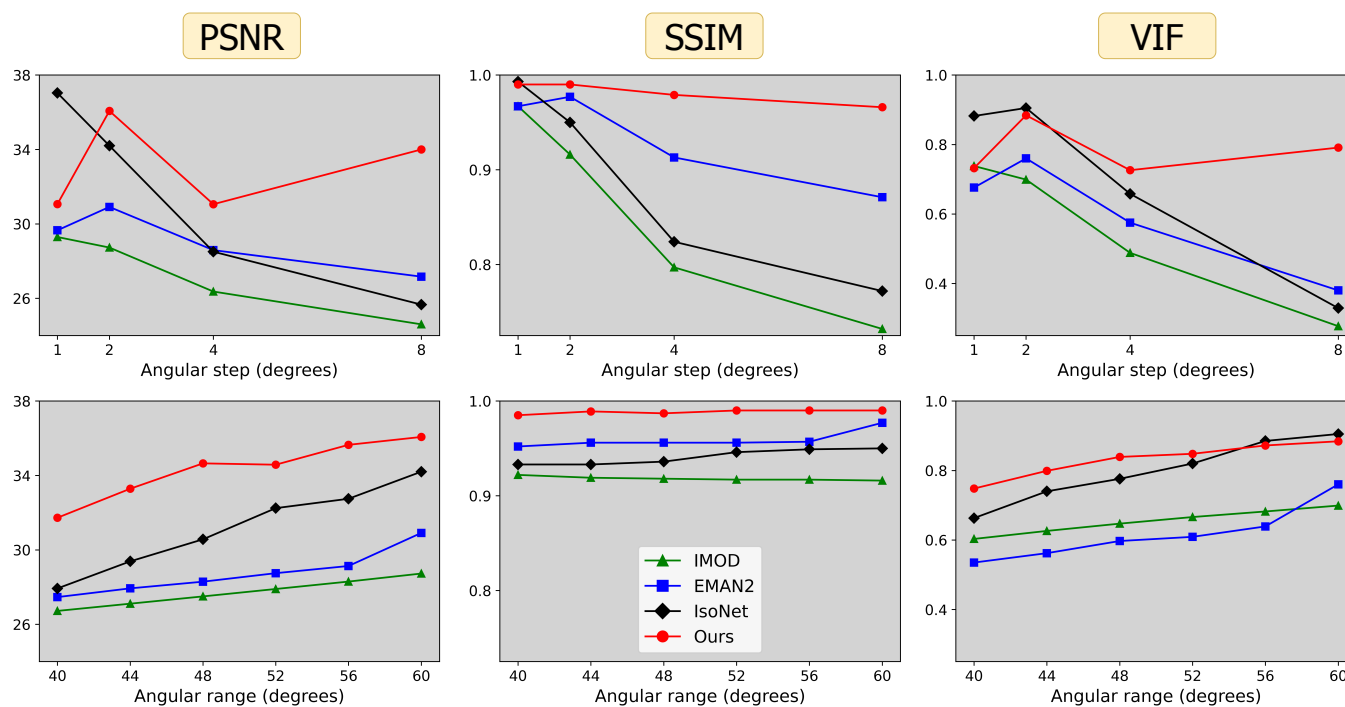 PSNR SSIM VIF
38 1.0 1.0
34 0.9 0.8
30 0.8 0.6
26 0.4
1 2 4 8 1 2 4 8 1 2 4 8
Angular step (degrees) Angular step (degrees) Angular step (degrees)
38 1.0 1.0
34 0.9 0.8
30 0.8 0.6
26 0.4
IMOD
EMAN2
IsoNet
Ours
40 44 48 52 56 60 40 44 48 52 56 60 40 44 48 52 56 60
Angular range (degrees) Angular range (degrees) Angular range (degrees)